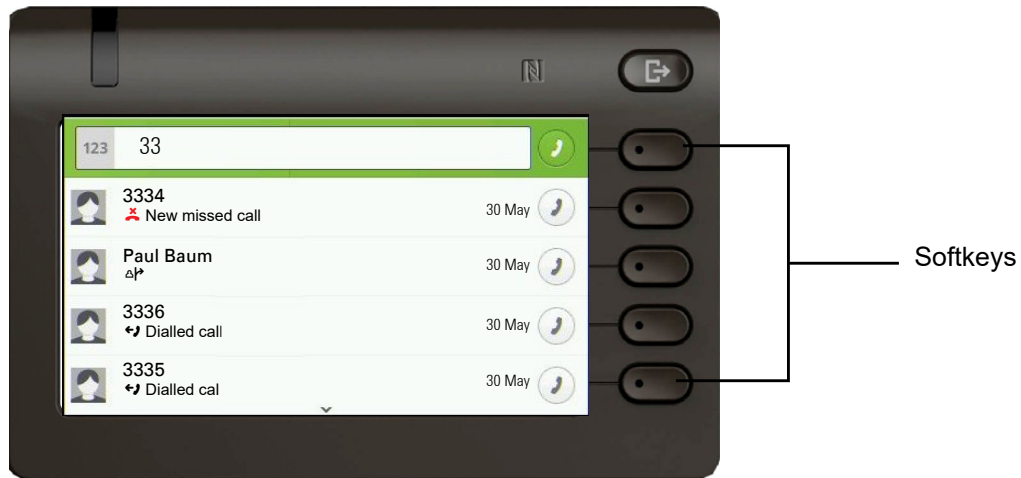 123 33
3334
New missed call 30 May
Paul Baum
30 May
3336
Dialled call 30 May
3335
Dialled cal 30 May
Softkeys